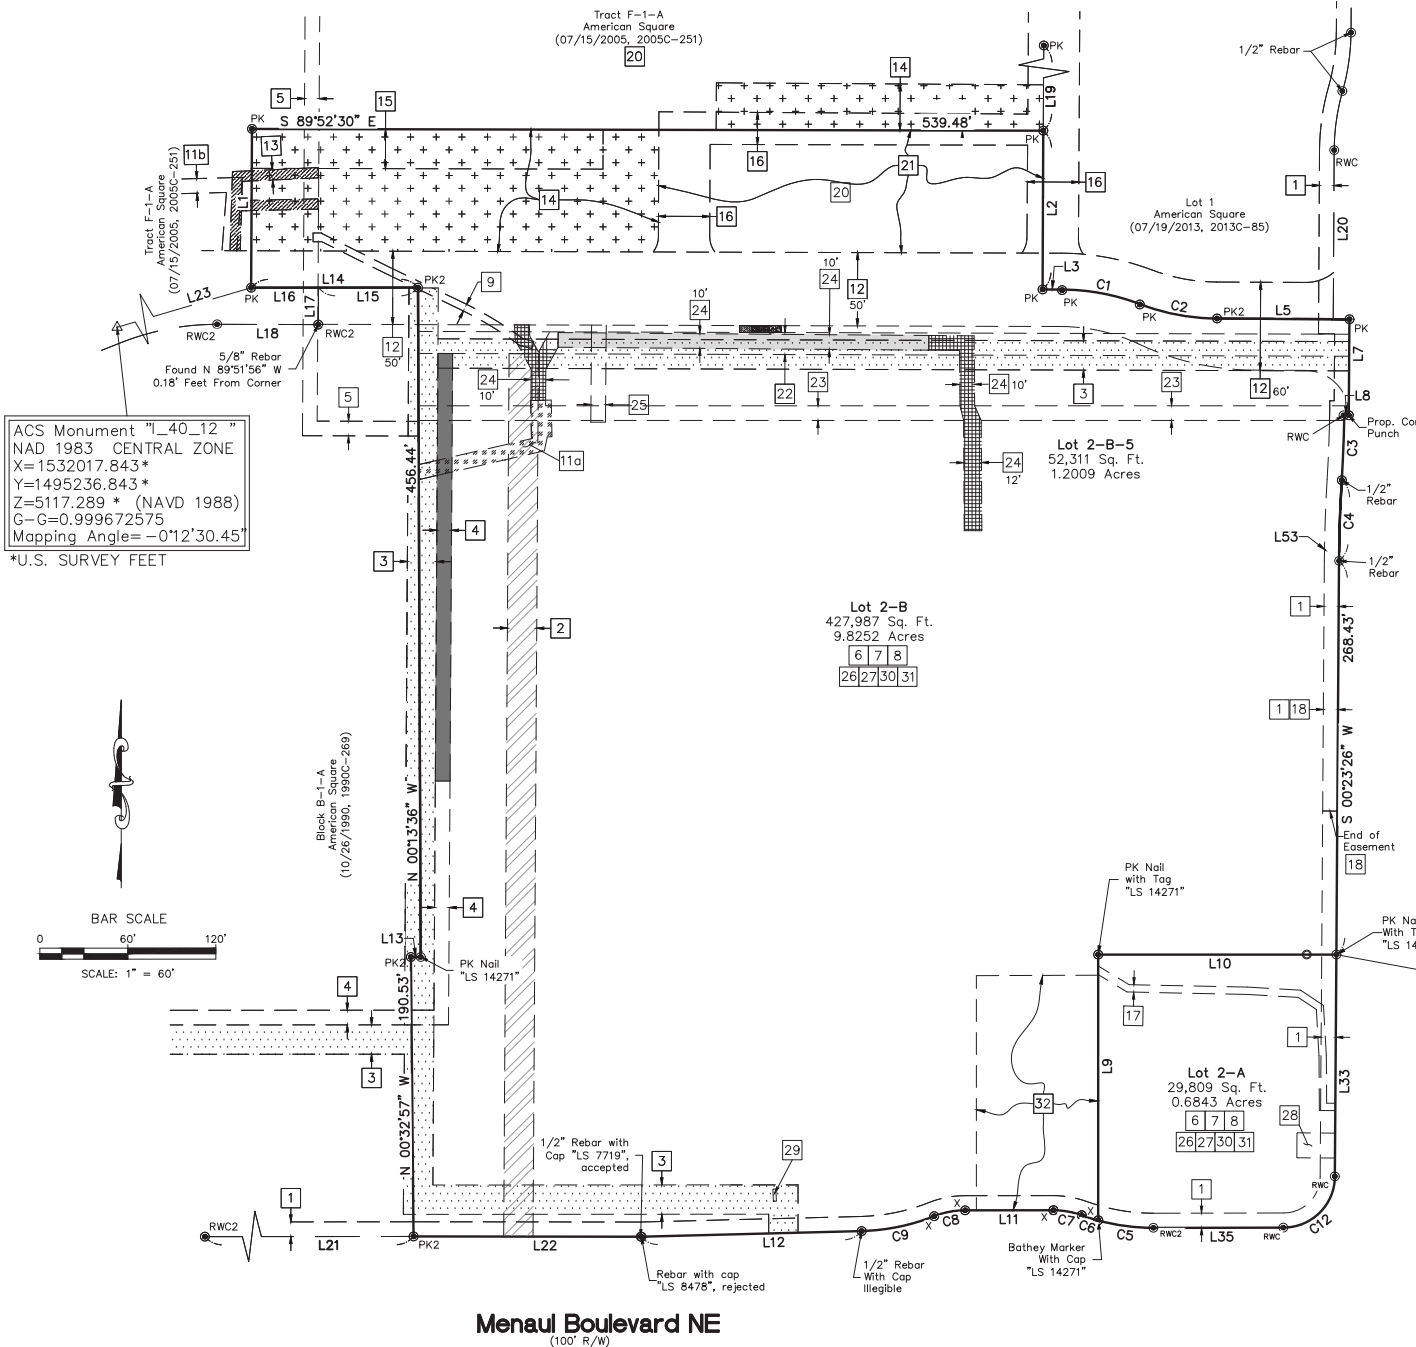 Tract F-1-A
American Square
(07/15/2005, 2005C-251)
20
PK
1/2" Rebar
14
5
15
L19
PK
S 89°52'30" E
539.48'
PK
13
11b
16
21
RWC
Tract F-1-A
American Square
(07/15/2005, 2005C-251)
L1
14
20
16
16
1
L2
Lot 1
American Square
(07/19/2013, 2013C-85)
L20
L23
PK
L14
L16
L15
L17
PK2
9
10'
24
10'
24
12
50'
L3
PK
C1
C2
PK2
L5
PK
RWC2
L18
RWC2
5/8" Rebar
Found N 89°51'56" W
0.18' Feet From Corner
12
50'
24
10'
22
23
24
10'
3
23
12
60'
L7
L8
5
25
RWC
Prop. Cor
Punch
ACS Monument "I_40_12 "
NAD 1983 CENTRAL ZONE
X=1532017.843*
Y=1495236.843*
Z=5117.289 * (NAVD 1988)
G-G=0.999672575
Mapping Angle= -0°12'30.45"
*U.S. SURVEY FEET
456.44'
11a
24
12'
Lot 2-B-5
52,311 Sq. Ft.
1.2009 Acres
C3
1/2"
Rebar
C4
L53
1/2"
Rebar
4
3
2
Lot 2-B
427,987 Sq. Ft.
9.8252 Acres
6 7 8
26 27 30 31
1
268.43'
1 18
S 00°23'26" W
Block B-1-A
American Square
(10/26/1990, 1990C-269)
N 00°13'36" W
End of
Easement
18
PK Nail
with Tag
"LS 14271"
BAR SCALE
0 60' 120'
SCALE: 1" = 60'
4
L13
PK2
PK Nail
"LS 14271"
PK Na
With T
"LS 14
L10
4
190.53'
17
1
3
N 00°32'57" W
L9
32
Lot 2-A
29,809 Sq. Ft.
0.6843 Acres
6 7 8
26 27 30 31
L33
28
1/2" Rebar with
Cap "LS 7719",
accepted
3
29
RWC
1
1
RWC2
L21
PK2
L22
L12
C9
X
C8
L11
X
C7
C6
C5
RWC2
L35
RWC
C12
Rebar with cap
"LS 8478", rejected
1/2" Rebar
With Cap
Illegible
Bathey Marker
With Cap
"LS 14271"
Menaul Boulevard NE
(100' R/W)